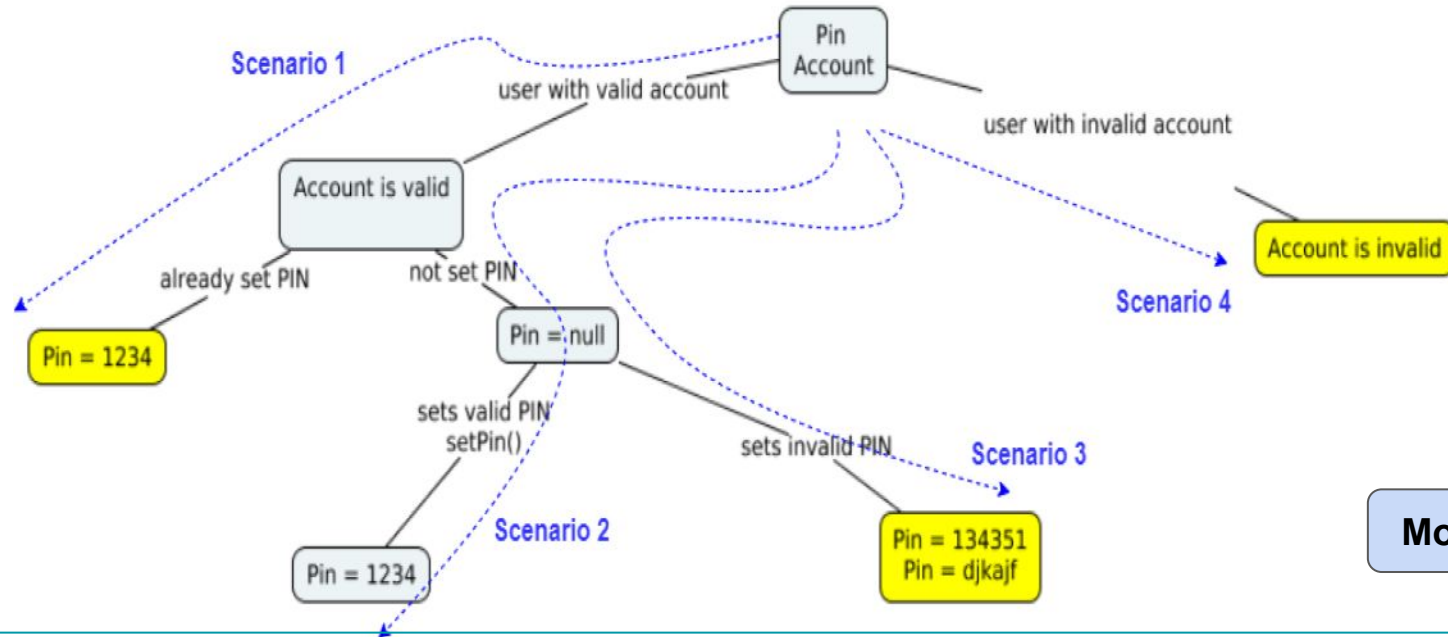 Pin
Account
Scenario 1
user with valid account
user with invalid account
Account is valid
Account is invalid
already set PIN
not set PIN
Scenario 4
Pin = null
Pin = 1234
sets valid PIN
setPin()
sets invalid PIN
Scenario 3
Scenario 2
Pin = 134351
Pin = djkajf
Pin = 1234